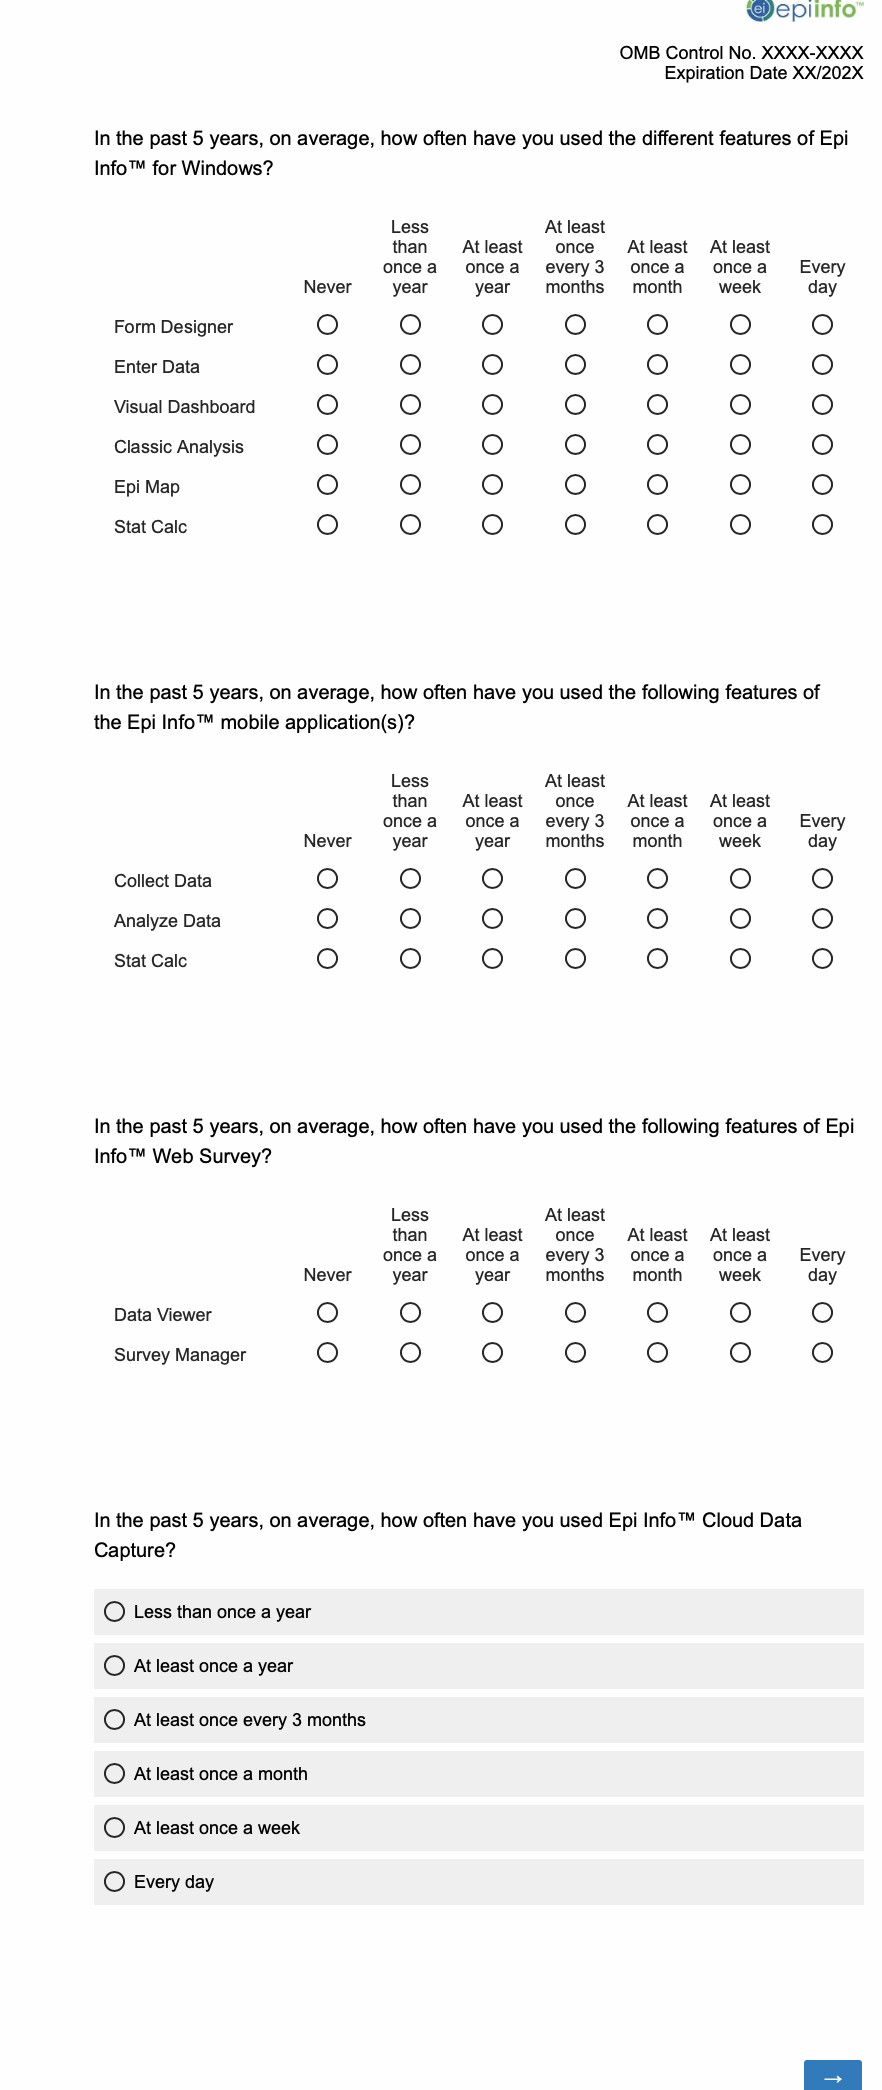 ei epiinfo™
OMB Control No. XXXX-XXXX
Expiration Date XX/202X
In the past 5 years, on average, how often have you used the different features of Epi
Info™ for Windows?
Never
Less
than
once a
year
At least
once a
year
At least
once
every 3
months
At least
once a
month
At least
once a
week
Every
day
Form Designer
Enter Data
Visual Dashboard
Classic Analysis
Epi Map
Stat Calc
In the past 5 years, on average, how often have you used the following features of
the Epi Info™ mobile application(s)?
Never
Less
than
once a
year
At least
once a
year
At least
once
every 3
months
At least
once a
month
At least
once a
week
Every
day
Collect Data
Analyze Data
Stat Calc
In the past 5 years, on average, how often have you used the following features of Epi
Info™ Web Survey?
Never
Less
than
once a
year
At least
once a
year
At least
once
every 3
months
At least
once a
month
At least
once a
week
Every
day
Data Viewer
Survey Manager
In the past 5 years, on average, how often have you used Epi Info™ Cloud Data
Capture?
Less than once a year
At least once a year
At least once every 3 months
At least once a month
At least once a week
Every day
→